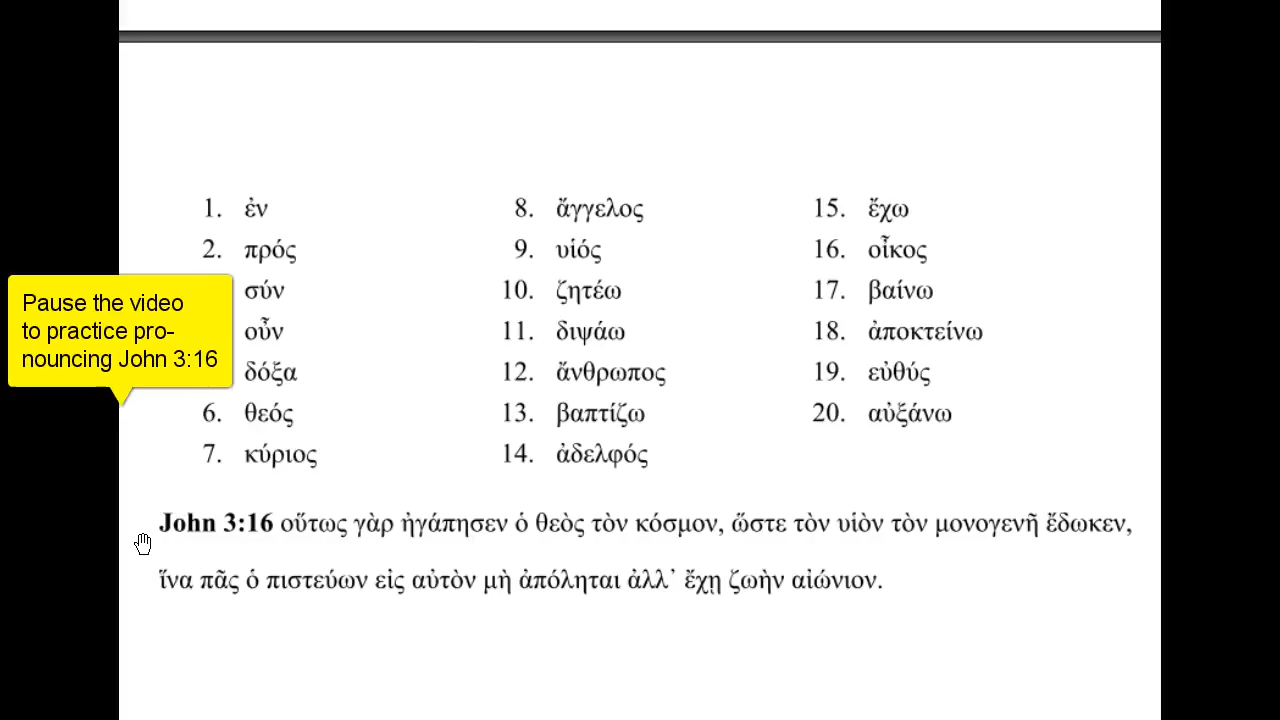 1. ἐν
2. πρός
σύν
οὖν
δόξα
6. θεός
7. κύριος
8. ἄγγελος
9. υἱός
10. ζητέω
11. διψάω
12. ἄνθρωπος
13. βαπτίζω
14. ἀδελφός
15. ἔχω
16. οἶκος
17. βαίνω
18. ἀποκτείνω
19. εὐθύς
20. αὐξάνω
Pause the video
to practice pro-
nouncing John 3:16
John 3:16 οὕτως γὰρ ἠγάπησεν ὁ θεὸς τὸν κόσμον, ὥστε τὸν υἱὸν τὸν μονογενῆ ἔδωκεν,
ἵνα πᾶς ὁ πιστεύων εἰς αὐτὸν μὴ ἀπόληται ἀλλ᾽ ἔχῃ ζωὴν αἰώνιον.